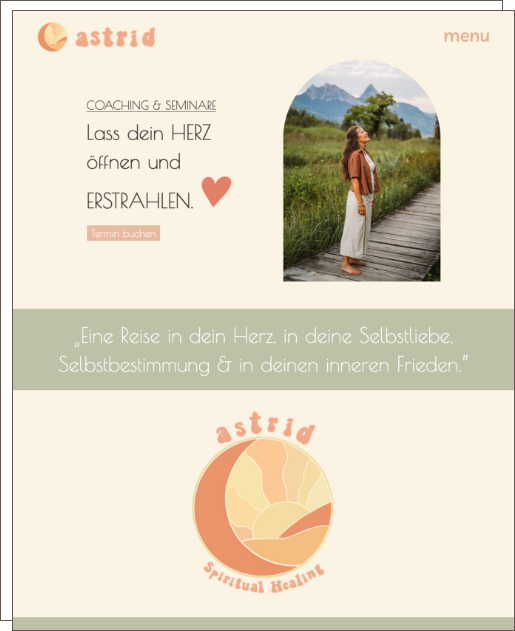 astrid
menu
COACHING & SEMINARE
Lass dein HERZ
öffnen und
ERSTRAHLEN.
Termin buchen
„Eine Reise in dein Herz, in deine Selbstliebe,
Selbstbestimmung & in deinen inneren Frieden.“
astrid
Spiritual Healing